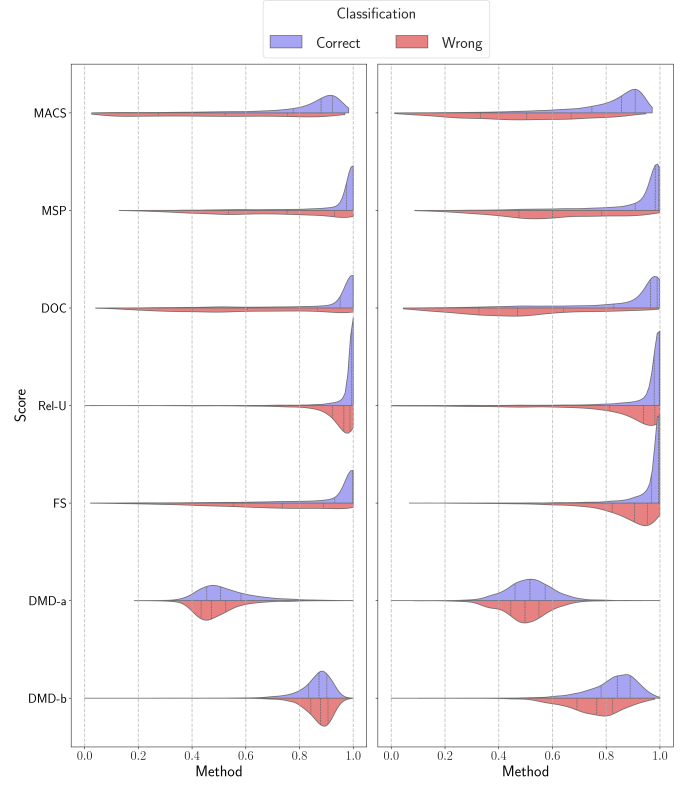 Classification
Correct Wrong
MACS
MSP
DOC
Rel-U
FS
DMD-a
DMD-b
Score
0.0 0.2 0.4 0.6 0.8 1.0
Method
0.0 0.2 0.4 0.6 0.8 1.0
Method